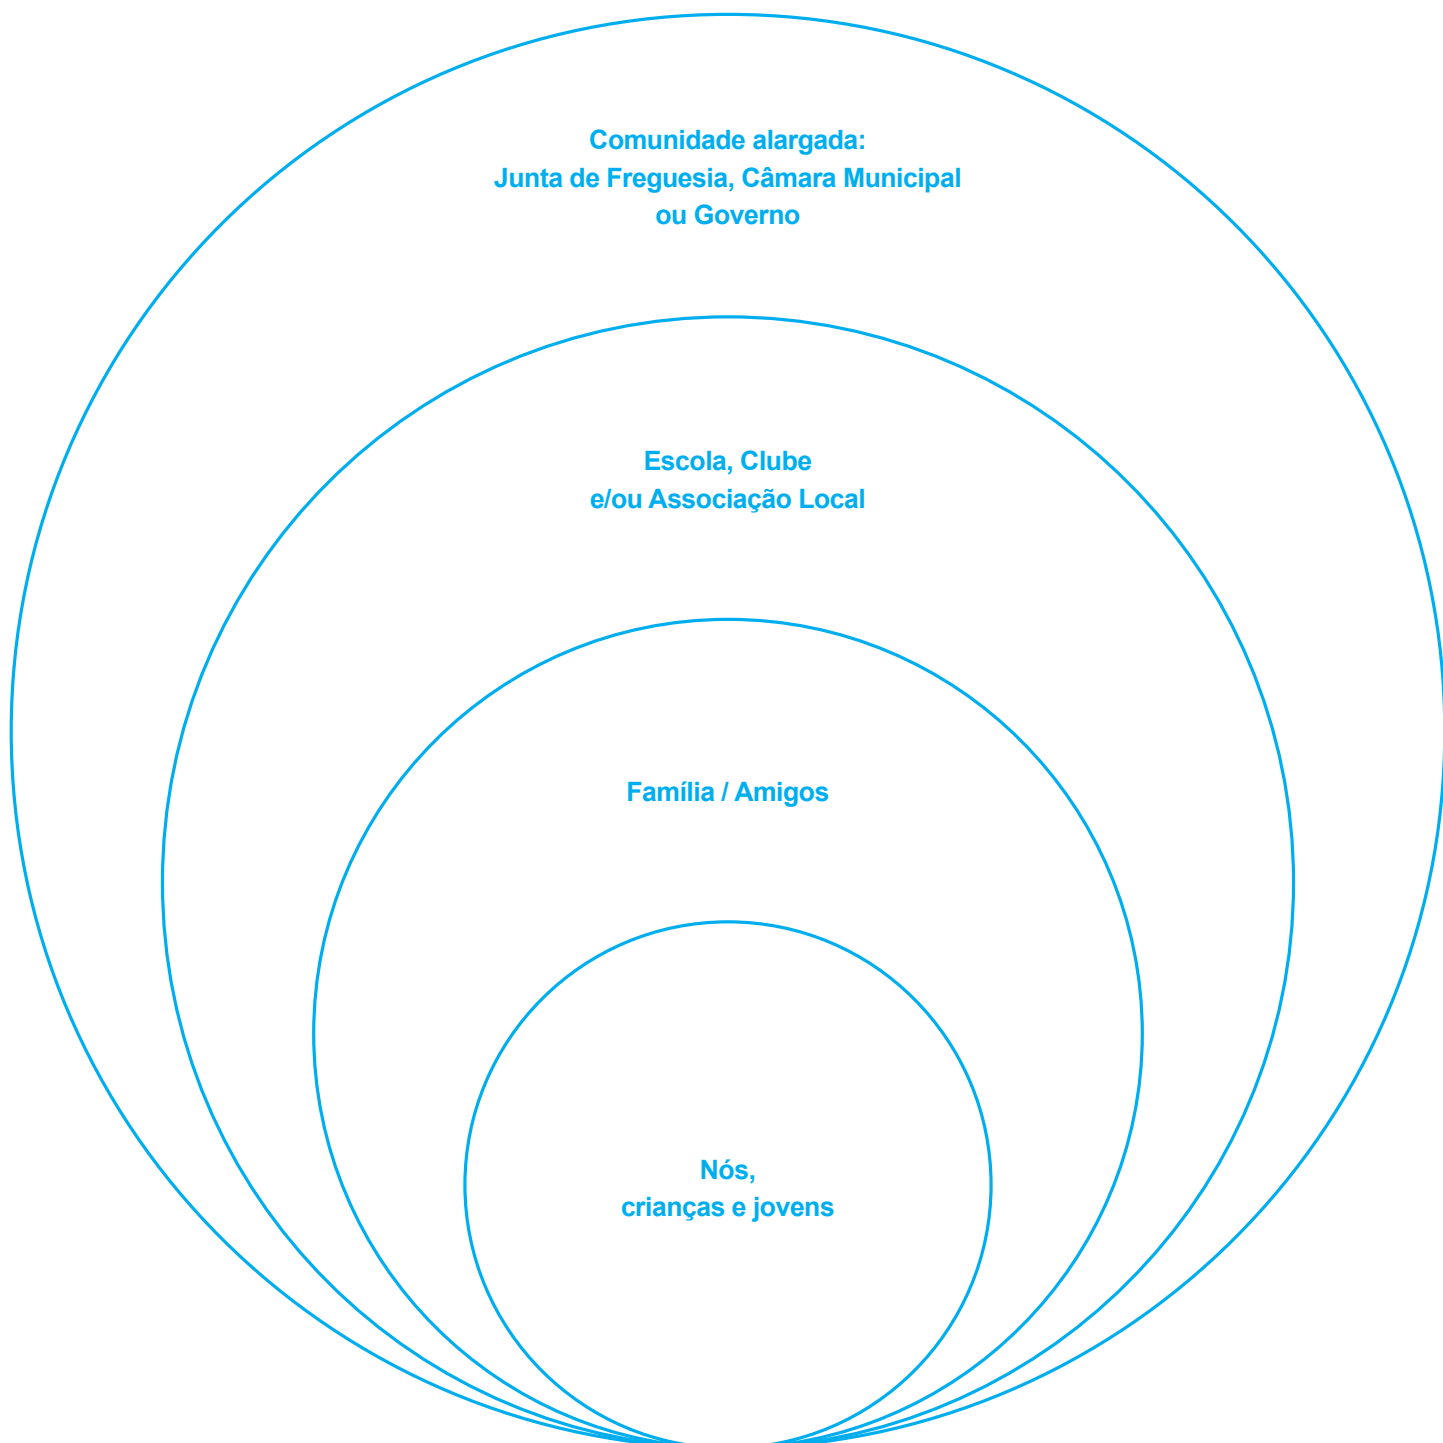 Comunidade alargada:
Junta de Freguesia, Câmara Municipal
ou Governo
Escola, Clube
e/ou Associação Local
Família / Amigos
Nós,
crianças e jovens